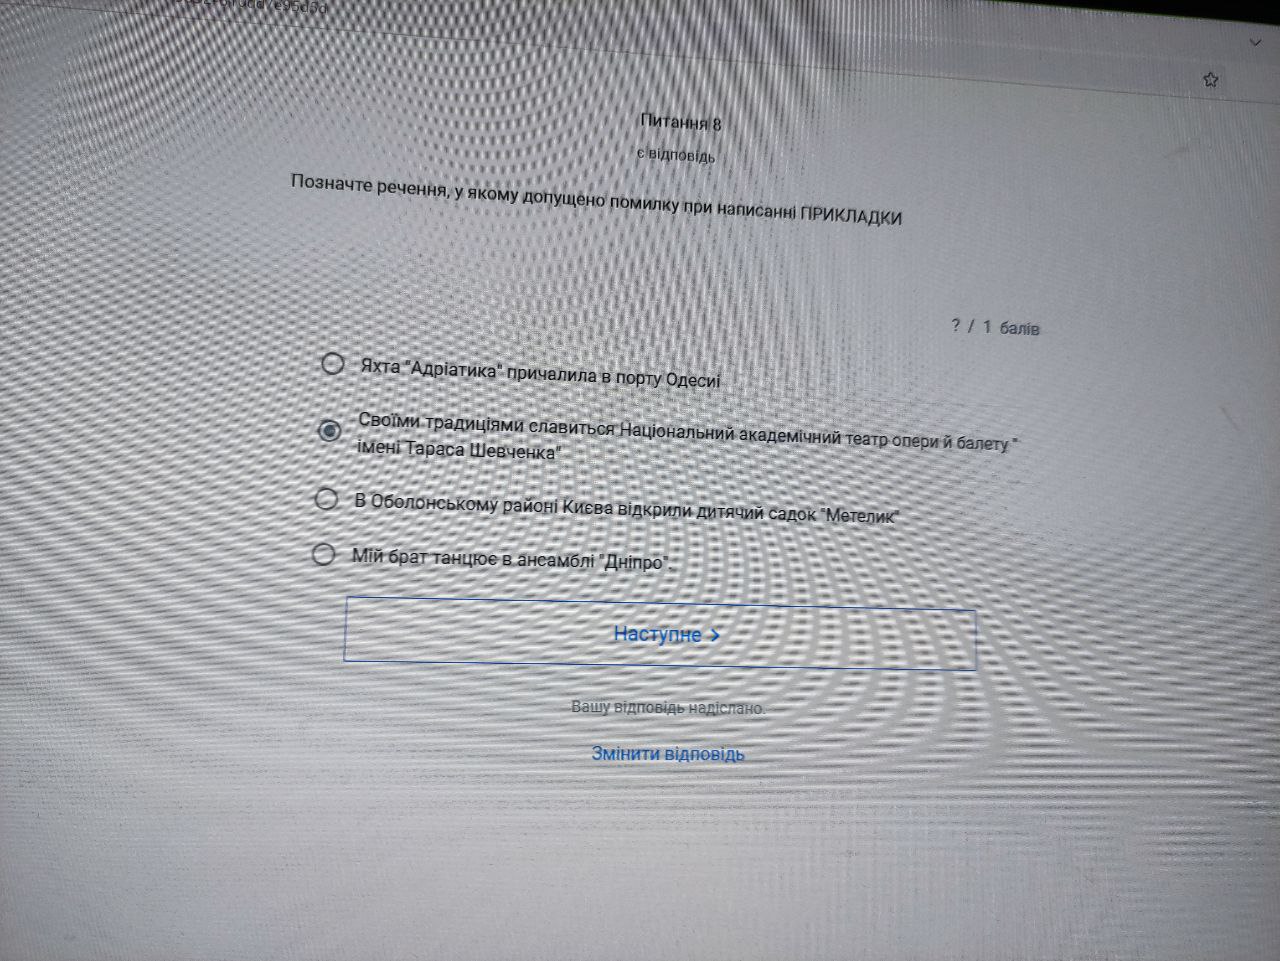 Питання 8
є відповідь
Позначте речення, у якому допущено помилку при написанні ПРИКЛАДКИ
? / 1 балів
Яхта "Адріатика" причалила в порту Одесиі
Своїми традиціями славиться Національний академічний театр опери й балету "
імені Тараса Шевченка"
В Оболонському районі Києва відкрили дитячий садок "Метелик"
Мій брат танцює в ансамблі "Дніпро".
Наступне >
Вашу відповідь надіслано.
Змінити відповідь